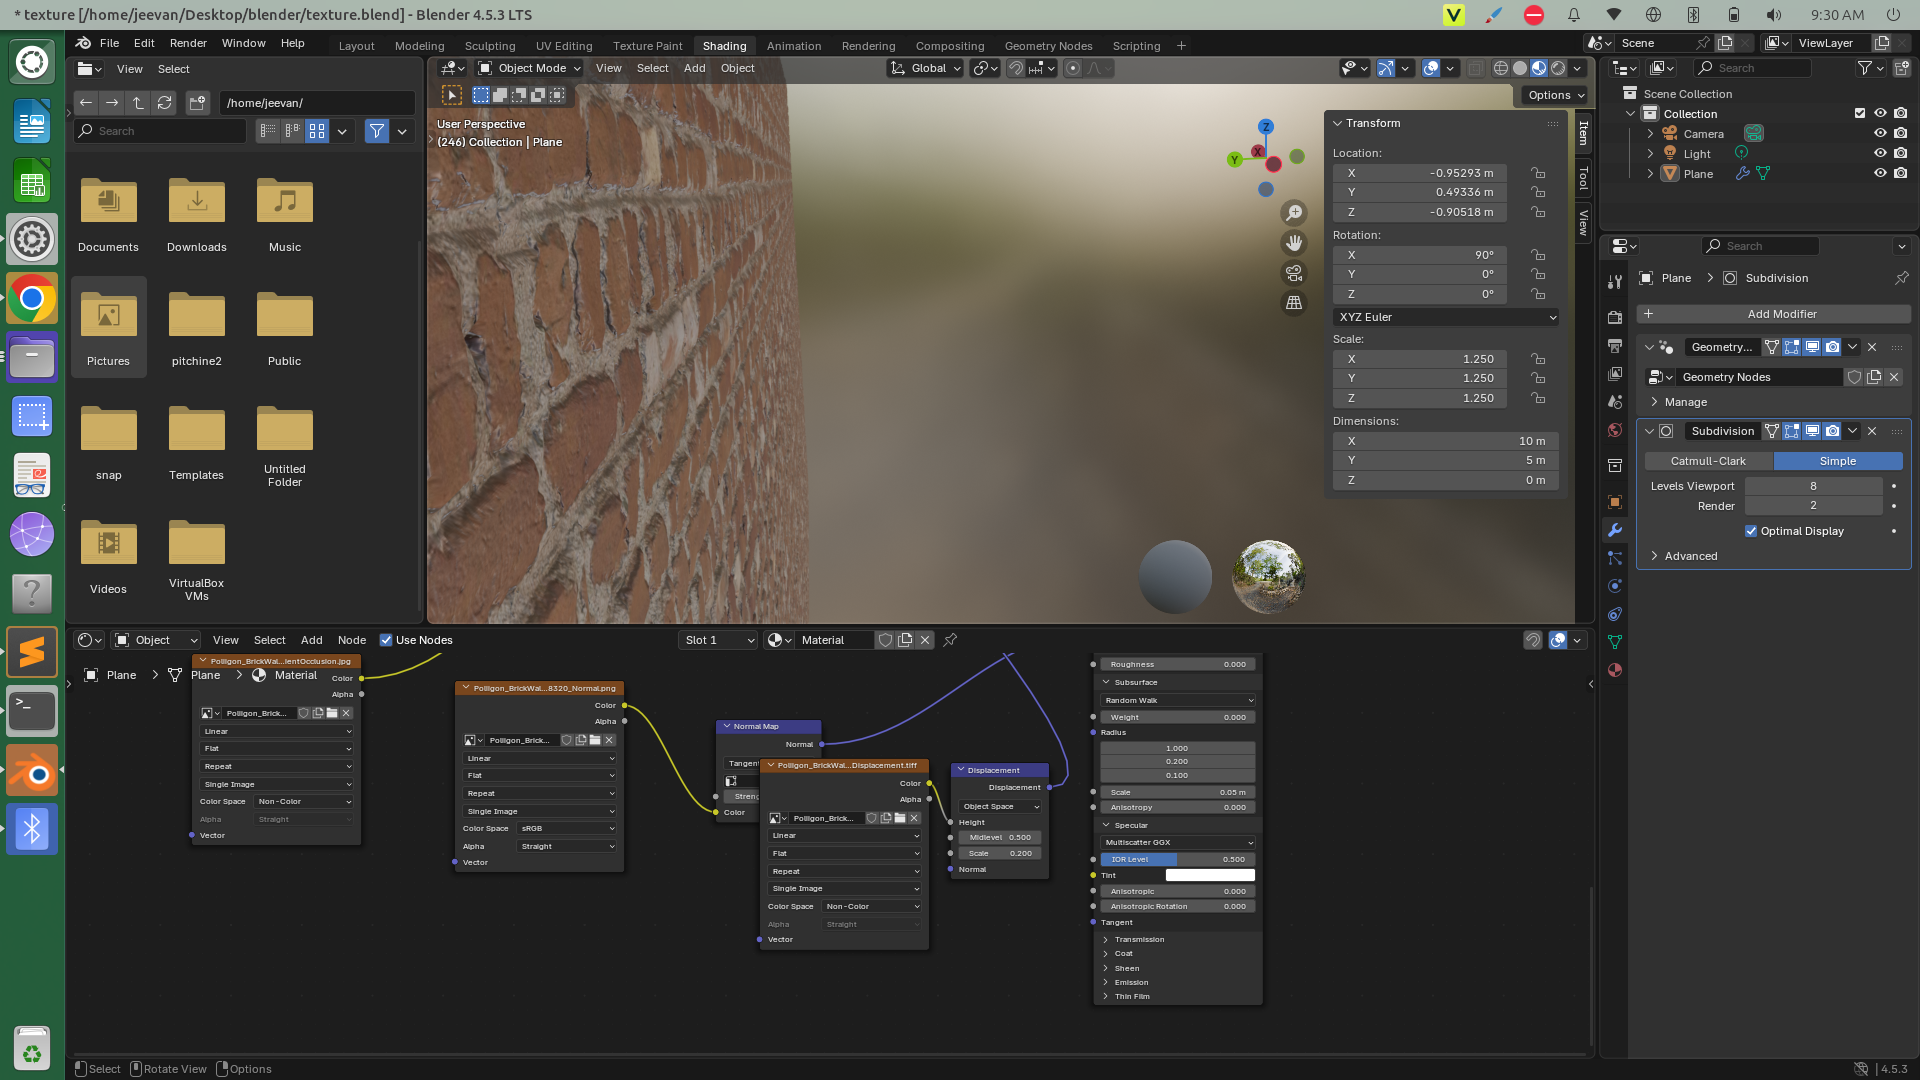 * texture [/home/jeevan/Desktop/blender/texture.blend] - Blender 4.5.3 LTS
9:30 AM
File Edit Render Window Help
Layout Modeling Sculpting UV Editing Texture Paint Shading Animation Rendering Compositing Geometry Nodes Scripting +
Scene
ViewLayer
View Select
/home/jeevan/
Search
Documents
Downloads
Music
Pictures
pitchine2
Public
snap
Templates
Untitled
Folder
Videos
VirtualBox
VMs
Object Mode View Select Add Object
Global
Options
User Perspective
(246) Collection | Plane
Z
Y
X
Transform
Location:
X -0.95293 m
Y 0.49336 m
Z -0.90518 m
Rotation:
X 90°
Y 0°
Z 0°
XYZ Euler
Scale:
X 1.250
Y 1.250
Z 1.250
Dimensions:
X 10 m
Y 5 m
Z 0 m
Item
Tool
View
Search
Scene Collection
Collection
Camera
Light
Plane
Search
Plane > Subdivision
Add Modifier
Geometry...
Geometry Nodes
Manage
Subdivision
Catmull-Clark Simple
Levels Viewport 8
Render 2
Optimal Display
Advanced
Object View Select Add Node Use Nodes
Slot 1
Material
Plane > Plane > Material
Poliigon_BrickWal...ientOcclusion.jpg
Color
Alpha
Poliigon_Brick...
Linear
Flat
Repeat
Single Image
Color Space Non-Color
Alpha Straight
Vector
Poliigon_BrickWal...8320_Normal.png
Color
Alpha
Poliigon_Brick...
Linear
Flat
Repeat
Single Image
Color Space sRGB
Alpha Straight
Vector
Normal Map
Normal
Tangen
Streng
Color
Poliigon_BrickWal...Displacement.tiff
Color
Alpha
Poliigon_Brick...
Linear
Flat
Repeat
Single Image
Color Space Non-Color
Alpha Straight
Vector
Displacement
Displacement
Object Space
Height
Midlevel 0.500
Scale 0.200
Normal
Roughness 0.000
Subsurface
Random Walk
Weight 0.000
Radius
1.000
0.200
0.100
Scale 0.05 m
Anisotropy 0.000
Specular
Multiscatter GGX
IOR Level 0.500
Tint
Anisotropic 0.000
Anisotropic Rotation 0.000
Tangent
Transmission
Coat
Sheen
Emission
Thin Film
Select Rotate View Options
4.5.3